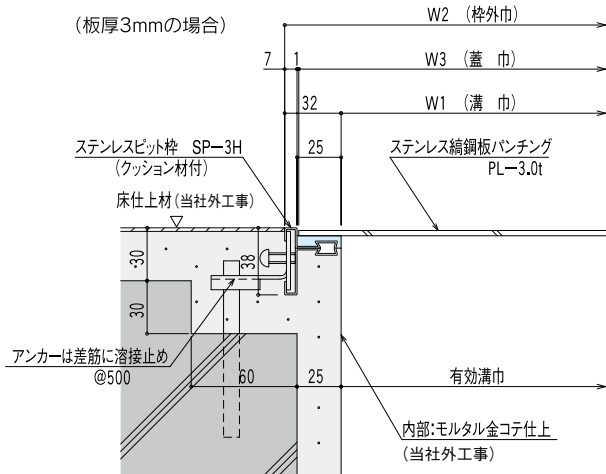 (板厚3mmの場合)
W2 (枠外巾)
7 1 W3 (蓋 巾)
32 W1 (溝 巾)
ステンレスピット枠 SP-3H
(クッション材付)
25
ステンレス縞鋼板パンチング
PL-3.0t
床仕上材(当社外工事)
30
38
30
アンカーは差筋に溶接止め
@500
60
25
有効溝巾
内部:モルタル金コテ仕上
(当社外工事)